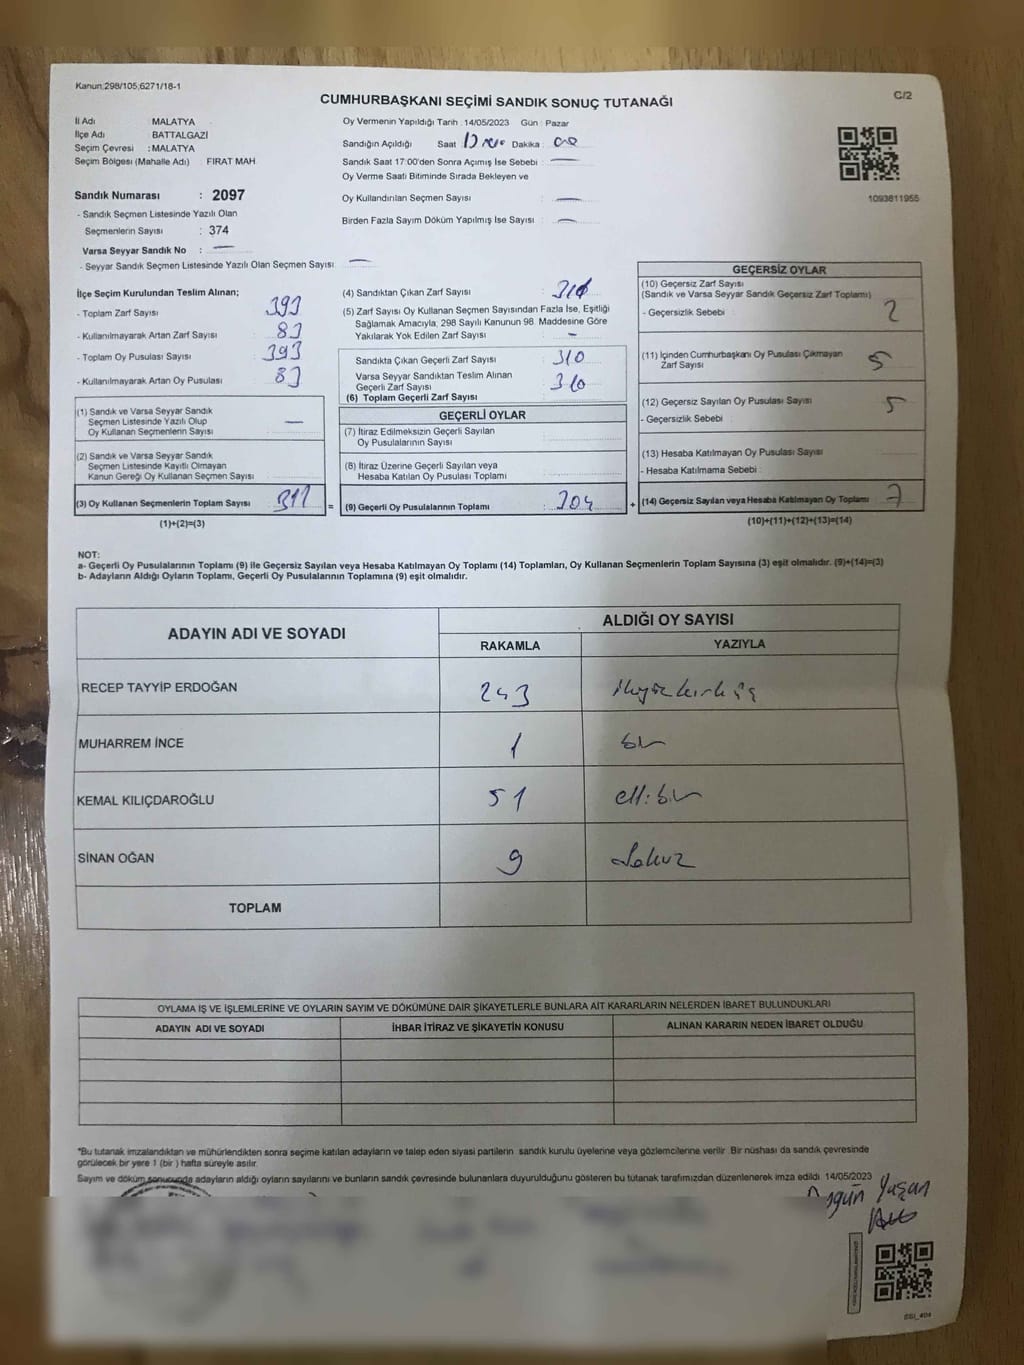 Kanun:298/105,6271/18-1
C/2
CUMHURBAŞKANI SEÇİMİ SANDIK SONUÇ TUTANAĞI
İl Adı : MALATYA
İlçe Adı : BATTALGAZİ
Seçim Çevresi : MALATYA
Seçim Bölgesi (Mahalle Adı) : FIRAT MAH
Sandık Numarası : 2097
- Sandık Seçmen Listesinde Yazılı Olan
Seçmenlerin Sayısı : 374
Varsa Seyyar Sandık No : —
- Seyyar Sandık Seçmen Listesinde Yazılı Olan Seçmen Sayısı : —
Oy Vermenin Yapıldığı Tarih : 14/05/2023 Gün : Pazar
Sandığın Açıldığı Saat Dakika :
Sandık Saat 17:00'den Sonra Açımış İse Sebebi : —
Oy Verme Saati Bitiminde Sırada Bekleyen ve
Oy Kullandırılan Seçmen Sayısı : —
Birden Fazla Sayım Döküm Yapılmış İse Sayısı : —
1093811955
İlçe Seçim Kurulundan Teslim Alınan;
- Toplam Zarf Sayısı : 393
- Kullanılmayarak Artan Zarf Sayısı : 83
- Toplam Oy Pusulası Sayısı : 393
- Kullanılmayarak Artan Oy Pusulası : 83
(1) Sandık ve Varsa Seyyar Sandık
Seçmen Listesinde Yazılı Olup
Oy Kullanan Seçmenlerin Sayısı : —
(2) Sandık ve Varsa Seyyar Sandık
Seçmen Listesinde Kayıtlı Olmayan
Kanun Gereği Oy Kullanan Seçmen Sayısı :
(3) Oy Kullanan Seçmenlerin Toplam Sayısı : 311 =
(1)+(2)=(3)
(4) Sandıktan Çıkan Zarf Sayısı :
(5) Zarf Sayısı Oy Kullanan Seçmen Sayısından Fazla İse, Eşitliği
Sağlamak Amacıyla, 298 Sayılı Kanunun 98. Maddesine Göre
Yakılarak Yok Edilen Zarf Sayısı : —
Sandıkta Çıkan Geçerli Zarf Sayısı : 310
Varsa Seyyar Sandıktan Teslim Alınan
Geçerli Zarf Sayısı : 310
(6) Toplam Geçerli Zarf Sayısı :
GEÇERLİ OYLAR
(7) İtiraz Edilmeksizin Geçerli Sayılan
Oy Pusulalarının Sayısı :
(8) İtiraz Üzerine Geçerli Sayılan veya
Hesaba Katılan Oy Pusulası Toplamı :
(9) Geçerli Oy Pusulalarının Toplamı : 304 +
GEÇERSİZ OYLAR
(10) Geçersiz Zarf Sayısı
(Sandık ve Varsa Seyyar Sandık Geçersiz Zarf Toplamı) : 2
- Geçersizlik Sebebi :
(11) İçinden Cumhurbaşkanı Oy Pusulası Çıkmayan
Zarf Sayısı : 5
(12) Geçersiz Sayılan Oy Pusulası Sayısı : 5
- Geçersizlik Sebebi :
(13) Hesaba Katılmayan Oy Pusulası Sayısı :
- Hesaba Katılmama Sebebi :
(14) Geçersiz Sayılan veya Hesaba Katılmayan Oy Toplamı : 7
(10)+(11)+(12)+(13)=(14)
NOT:
a- Geçerli Oy Pusulalarının Toplamı (9) ile Geçersiz Sayılan veya Hesaba Katılmayan Oy Toplamı (14) Toplamları, Oy Kullanan Seçmenlerin Toplam Sayısına (3) eşit olmalıdır. (9)+(14)=(3)
b- Adayların Aldığı Oyların Toplamı, Geçerli Oy Pusulalarının Toplamına (9) eşit olmalıdır.
ADAYIN ADI VE SOYADI
ALDIĞI OY SAYISI
RAKAMLA YAZIYLA
RECEP TAYYİP ERDOĞAN 243 ikiyüzkırküç
MUHARREM İNCE 1 bir
KEMAL KILIÇDAROĞLU 51 ellibir
SİNAN OĞAN 9 dokuz
TOPLAM
OYLAMA İŞ VE İŞLEMLERİNE VE OYLARIN SAYIM VE DÖKÜMÜNE DAİR ŞİKAYETLERLE BUNLARA AİT KARARLARIN NELERDEN İBARET BULUNDUKLARI
ADAYIN ADI VE SOYADI İHBAR İTİRAZ VE ŞİKAYETİN KONUSU ALINAN KARARIN NEDEN İBARET OLDUĞU
*Bu tutanak imzalandıktan ve mühürlendikten sonra seçime katılan adayların ve talep eden siyasi partilerin sandık kurulu üyelerine veya gözlemcilerine verilir. Bir nüshası da sandık çevresinde
görülecek bir yere 1 (bir ) hafta süreyle asılır.
Sayım ve döküm sonucunda adayların aldığı oyların sayılarını ve bunların sandık çevresinde bulunanlara duyurulduğunu gösteren bu tutanak tarafımızdan düzenlenerek imza edildi. 14/05/2023